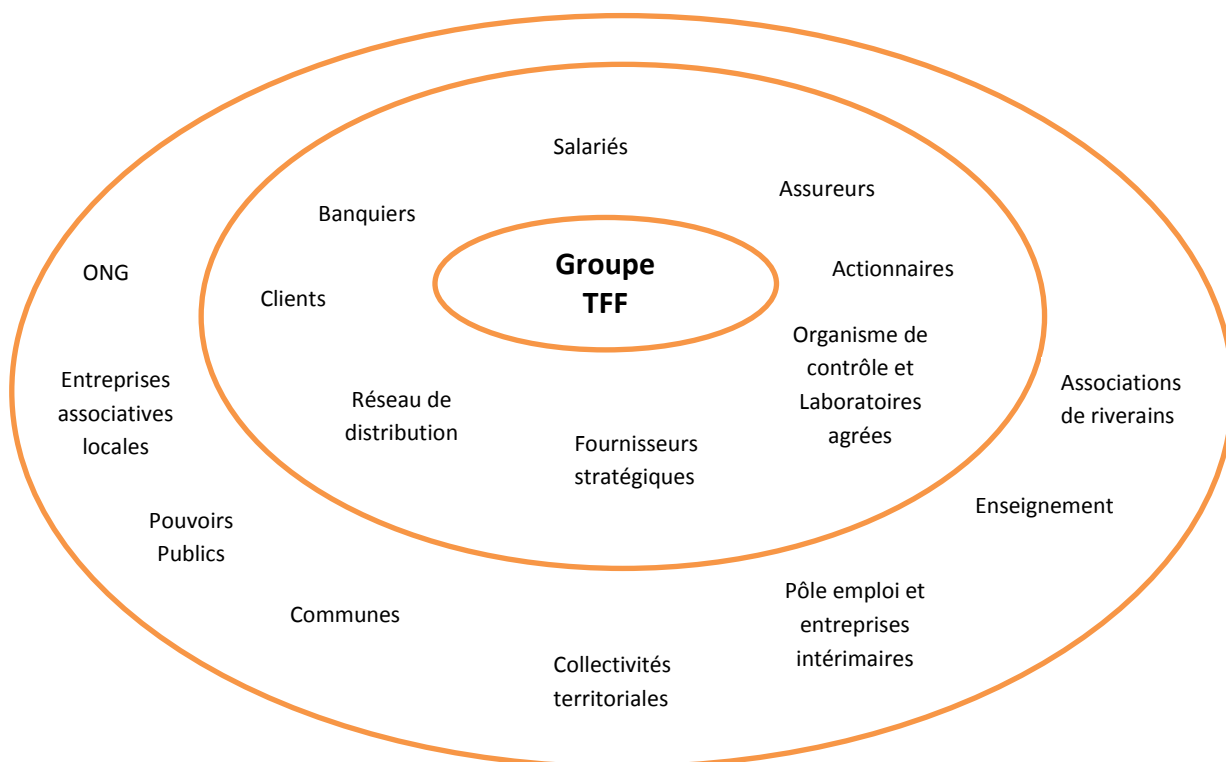 Salariés
Assureurs
Banquiers
Groupe
TFF
ONG
Actionnaires
Clients
Organisme de
contrôle et
Laboratoires
agrées
Entreprises
associatives
locales
Associations
de riverains
Réseau de
distribution
Fournisseurs
stratégiques
Enseignement
Pouvoirs
Publics
Pôle emploi et
entreprises
intérimaires
Communes
Collectivités
territoriales